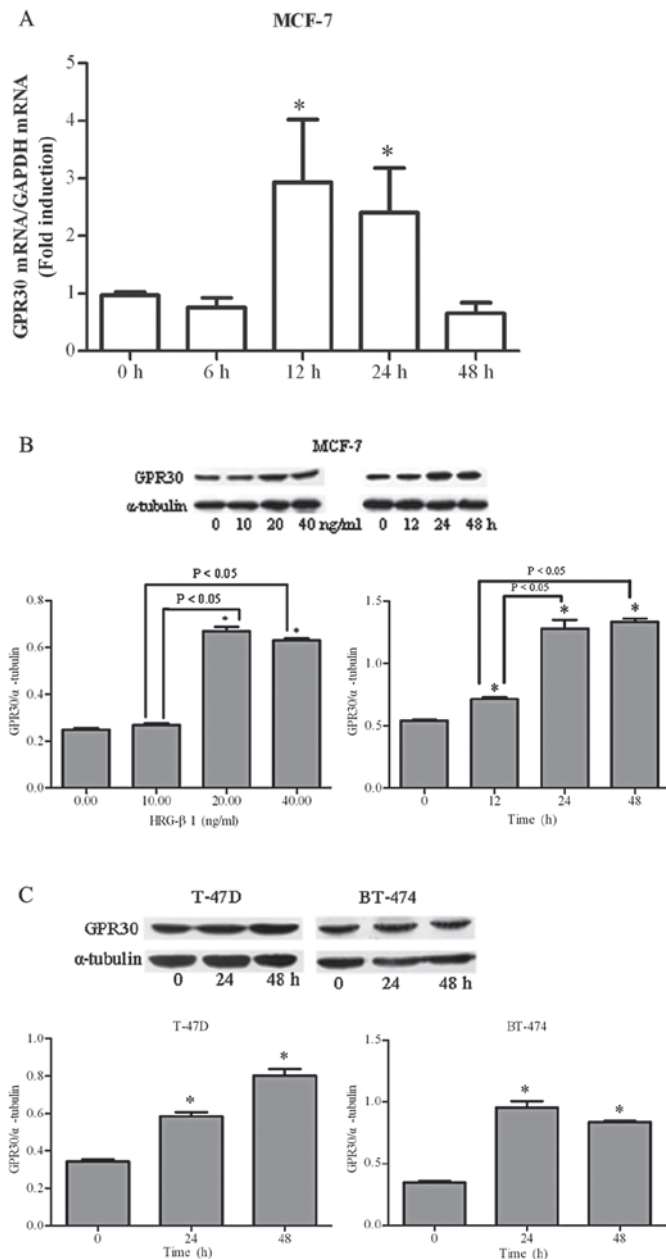 A
MCF-7
GPR30 mRNA/GAPDH mRNA
(Fold induction)
5
4
3
2
1
0
*
*
0 h 6 h 12 h 24 h 48 h
B
MCF-7
GPR30
α-tubulin
0 10 20 40 ng/ml 0 12 24 48 h
P < 0.05
P < 0.05
GPR30/α -tubulin
0.8
0.6
0.4
0.2
0.0
*
*
0.00 10.00 20.00 40.00
HRG-β 1 (ng/ml)
P < 0.05
P < 0.05
GPR30/α -tubulin
1.5
1.0
0.5
0.0
*
*
*
0 12 24 48
Time (h)
C
T-47D BT-474
GPR30
α-tubulin
0 24 48 h 0 24 48 h
T-47D
GPR30/α -tubulin
1.0
0.8
0.6
0.4
0.2
0.0
*
*
0 24 48
Time (h)
BT-474
GPR30/α -tubulin
1.5
1.0
0.5
0.0
*
*
0 24 48
Time (h)